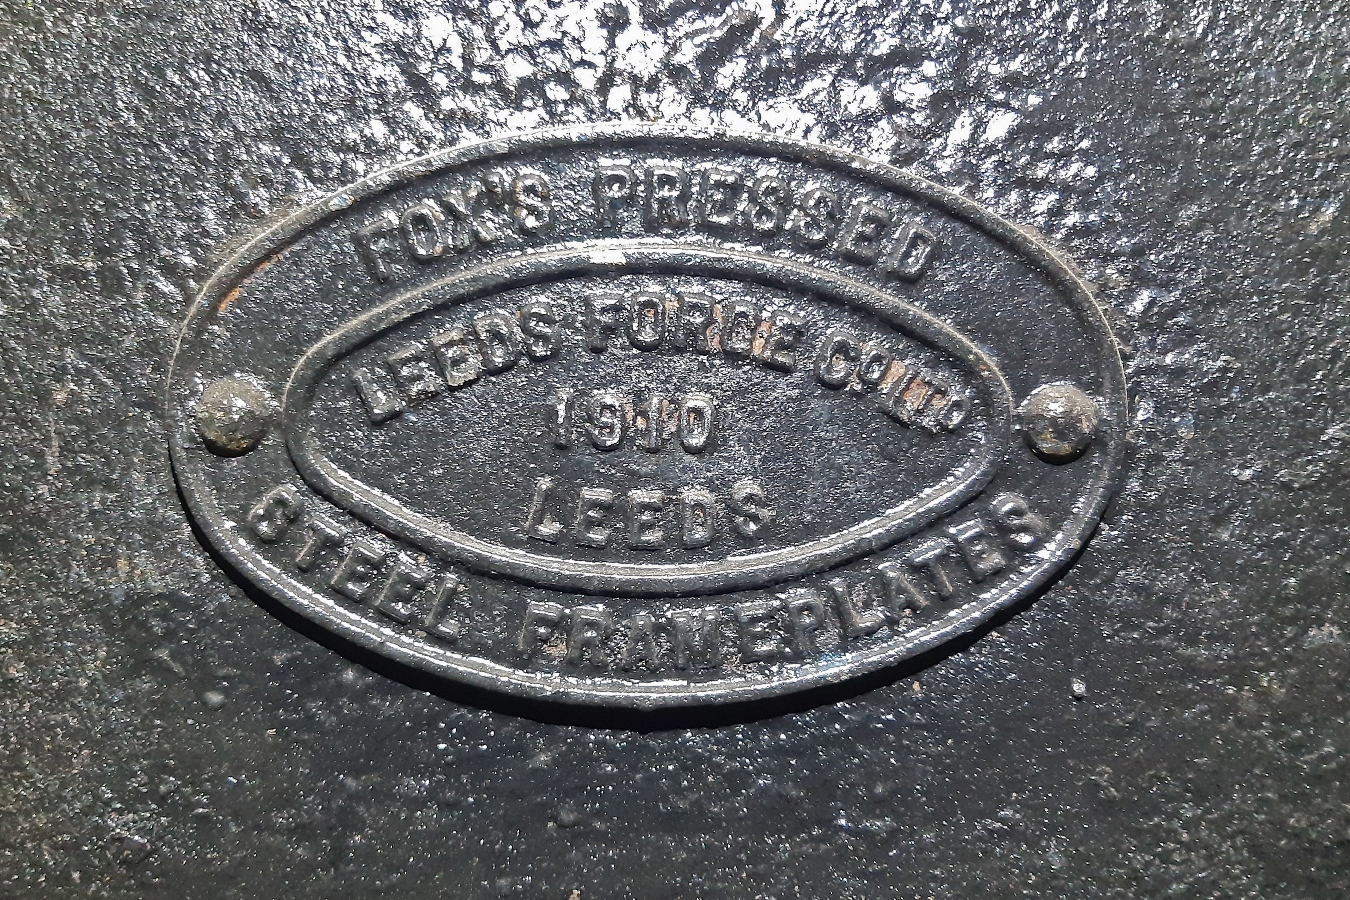 FOX'S PRESSED
LEEDS FORGE CO LTD
1910
LEEDS
STEEL FRAMEPLATES